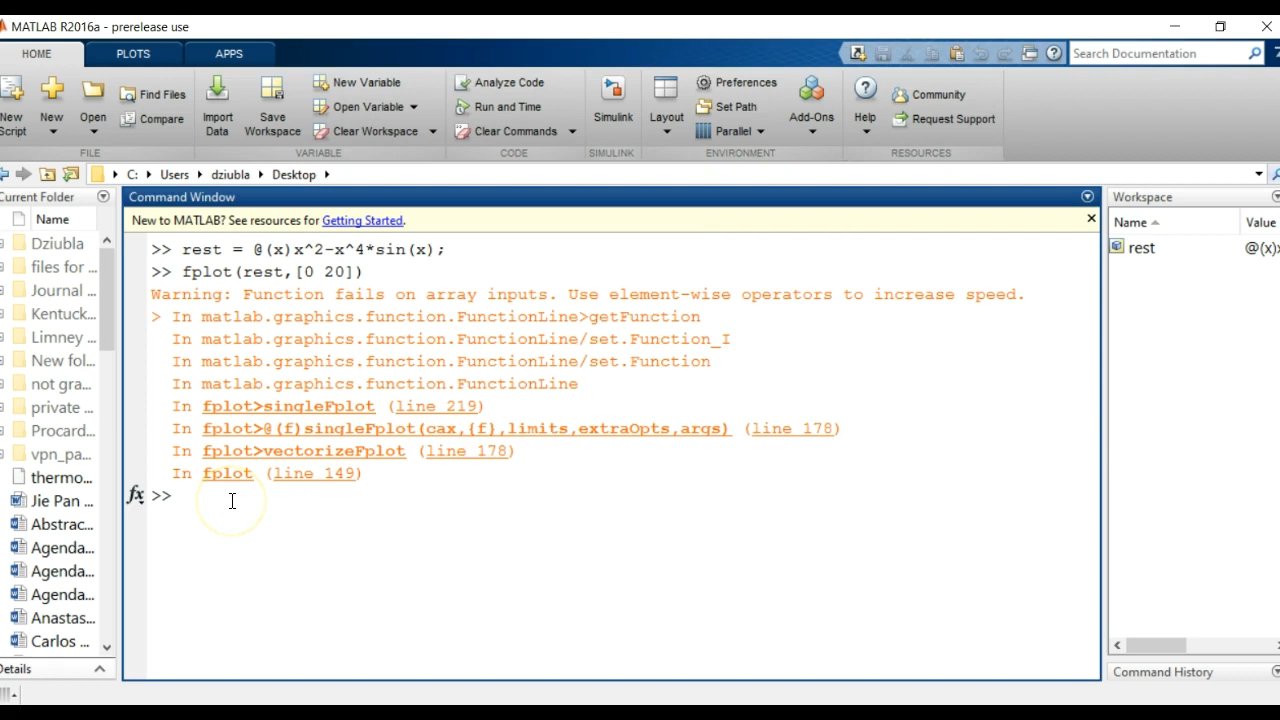 MATLAB R2016a - prerelease use
HOME PLOTS APPS
Search Documentation
New Script
New
Open
Find Files
Compare
FILE
Import Data
Save Workspace
New Variable
Open Variable
Clear Workspace
VARIABLE
Analyze Code
Run and Time
Clear Commands
CODE
Simulink
SIMULINK
Layout
Preferences
Set Path
Parallel
Add-Ons
ENVIRONMENT
Help
Community
Request Support
RESOURCES
C: Users dziubla Desktop
Current Folder
Name
Dziubla
files for ...
Journal ...
Kentuck...
Limney ...
New fol...
not gra...
private ...
Procard...
vpn_pa...
thermo...
Jie Pan ...
Abstrac...
Agenda...
Agenda...
Agenda...
Anastas...
Carlos ...
Details
Command Window
New to MATLAB? See resources for Getting Started.
>> rest = @(x)x^2-x^4*sin(x);
>> fplot(rest,[0 20])
Warning: Function fails on array inputs. Use element-wise operators to increase speed.
> In matlab.graphics.function.FunctionLine>getFunction
In matlab.graphics.function.FunctionLine/set.Function_I
In matlab.graphics.function.FunctionLine/set.Function
In matlab.graphics.function.FunctionLine
In fplot>singleFplot (line 219)
In fplot>@(f)singleFplot(cax,{f},limits,extraOpts,args) (line 178)
In fplot>vectorizeFplot (line 178)
In fplot (line 149)
fx >>
Workspace
Name Value
rest @(x)x
Command History